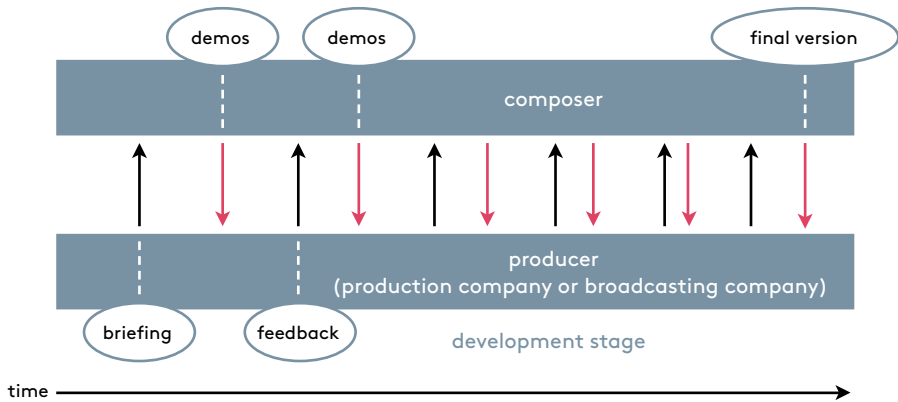 demos
demos
final version
composer
producer
(production company or broadcasting company)
briefing
feedback
development stage
time